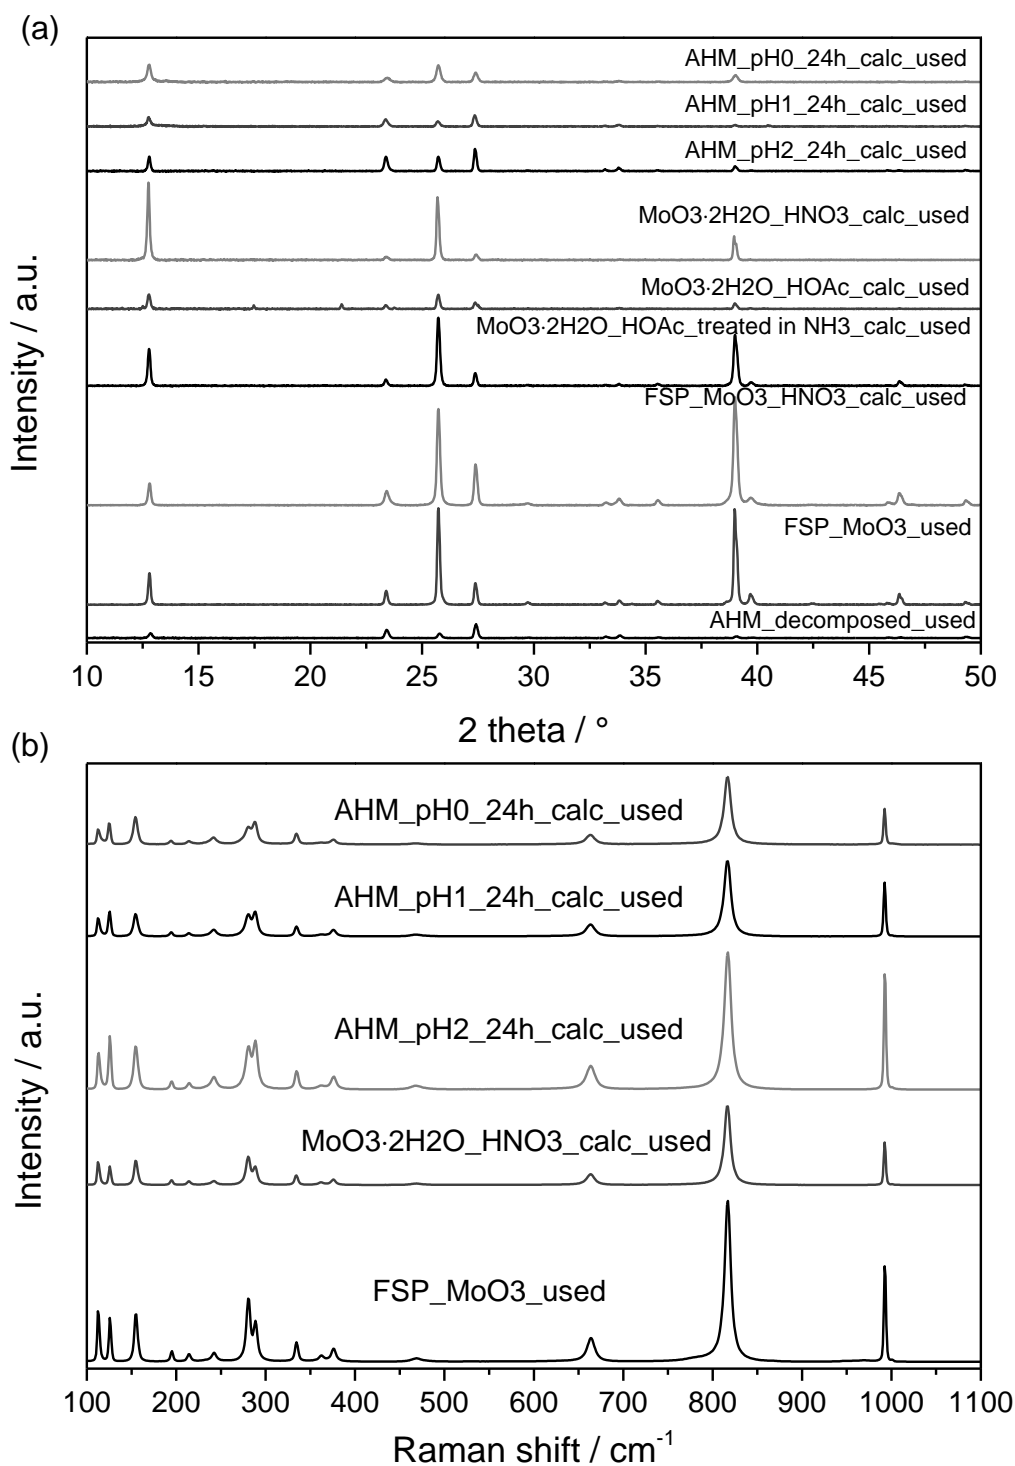 (a)
AHM_pH0_24h_calc_used
AHM_pH1_24h_calc_used
AHM_pH2_24h_calc_used
MoO3·2H2O_HNO3_calc_used
MoO3·2H2O_HOAc_calc_used
MoO3·2H2O_HOAc_treated in NH3_calc_used
FSP_MoO3_HNO3_calc_used
FSP_MoO3_used
AHM_decomposed_used
Intensity / a.u.
10 15 20 25 30 35 40 45 50
2 theta / °
(b)
AHM_pH0_24h_calc_used
AHM_pH1_24h_calc_used
AHM_pH2_24h_calc_used
MoO3·2H2O_HNO3_calc_used
FSP_MoO3_used
Intensity / a.u.
100 200 300 400 500 600 700 800 900 1000 1100
Raman shift / cm⁻¹